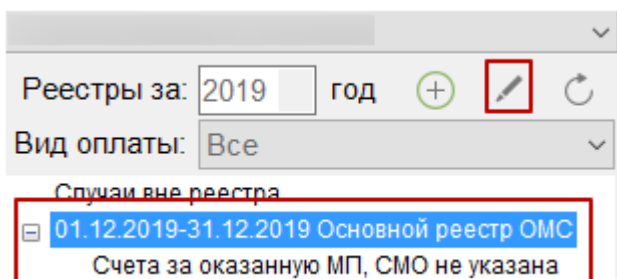 Реестры за: 2019 год
Вид оплаты: Все
Случаи вне реестра
01.12.2019-31.12.2019 Основной реестр ОМС
Счета за оказанную МП, СМО не указана